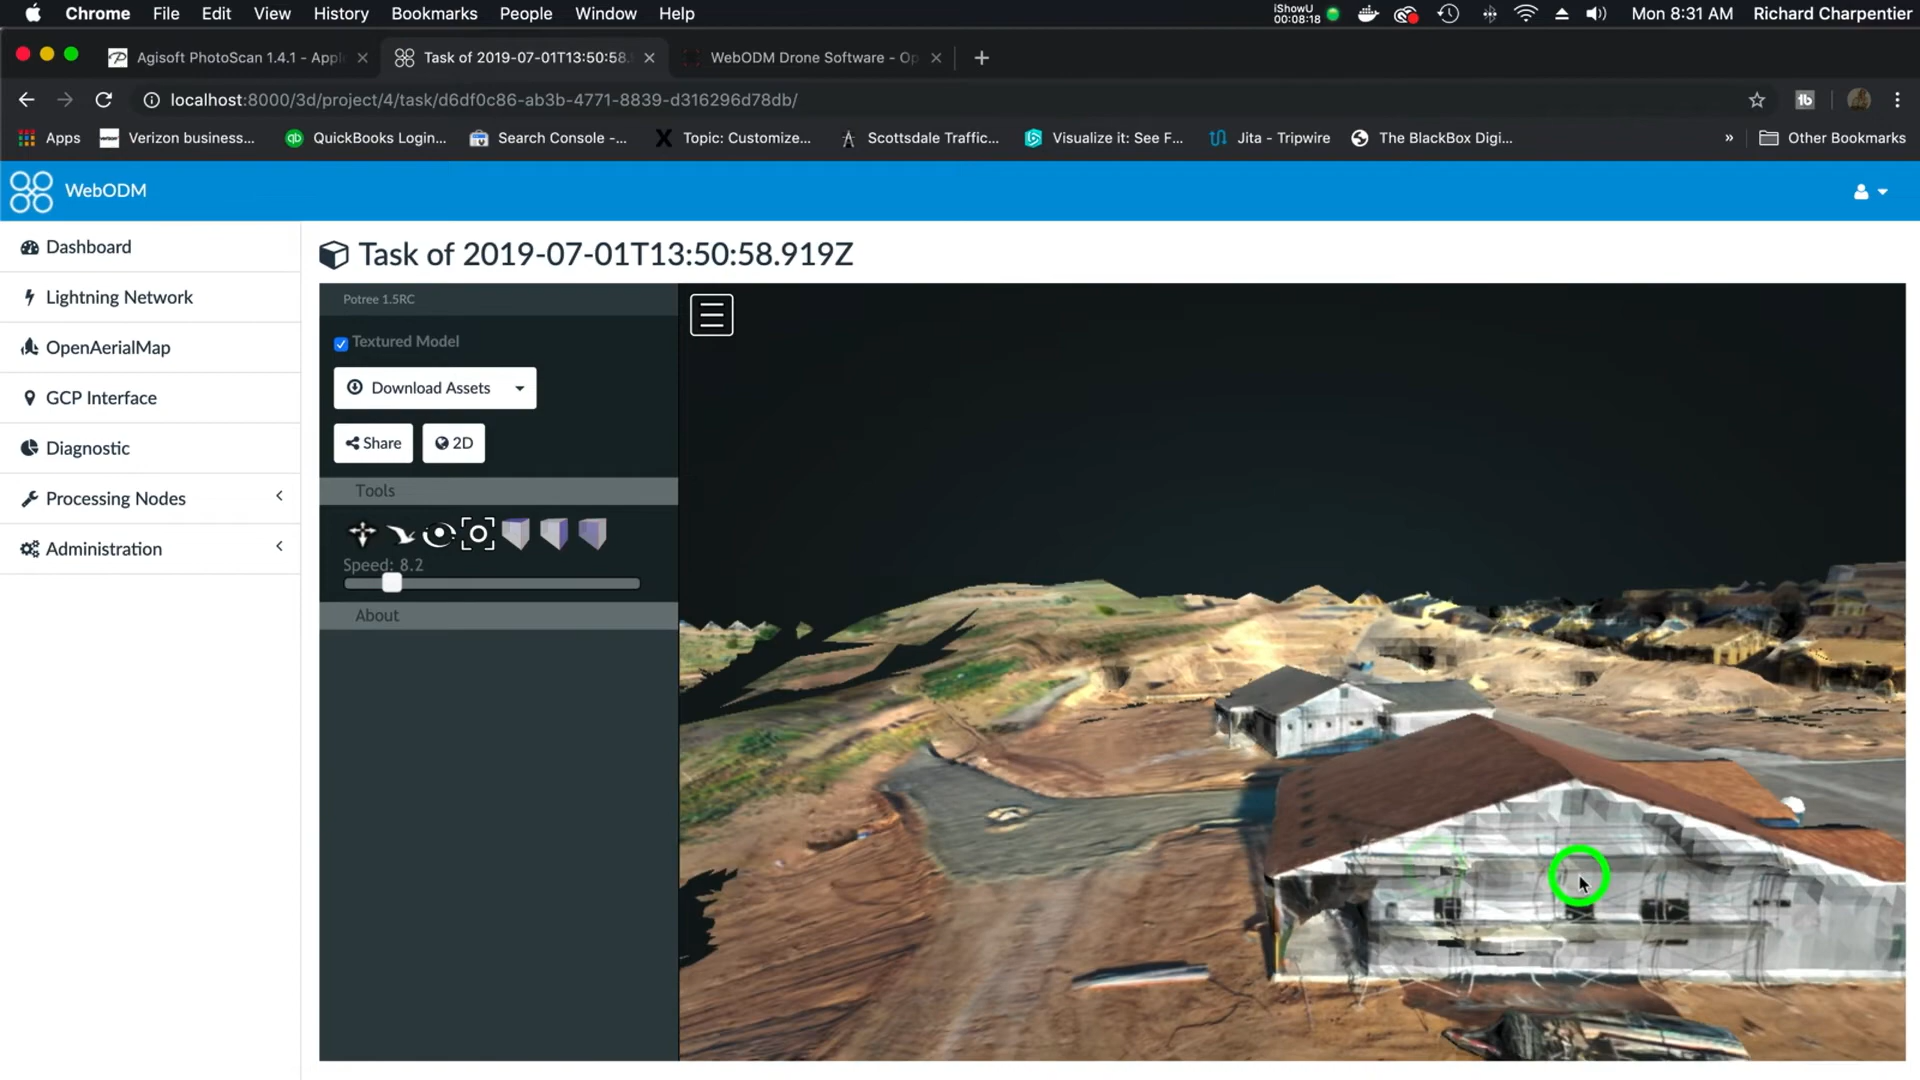 Chrome File Edit View History Bookmarks People Window Help iShowU 00:08:18 Mon 8:31 AM Richard Charpentier
Agisoft PhotoScan 1.4.1 - Appl Task of 2019-07-01T13:50:58. WebODM Drone Software - Op
localhost:8000/3d/project/4/task/d6df0c86-ab3b-4771-8839-d316296d78db/
Apps Verizon business... QuickBooks Login... Search Console -... Topic: Customize... Scottsdale Traffic... Visualize it: See F... Jita - Tripwire The BlackBox Digi... » Other Bookmarks
WebODM
Dashboard
Lightning Network
OpenAerialMap
GCP Interface
Diagnostic
Processing Nodes
Administration
Task of 2019-07-01T13:50:58.919Z
Potree 1.5RC
Textured Model
Download Assets
Share 2D
Tools
Speed: 8.2
About